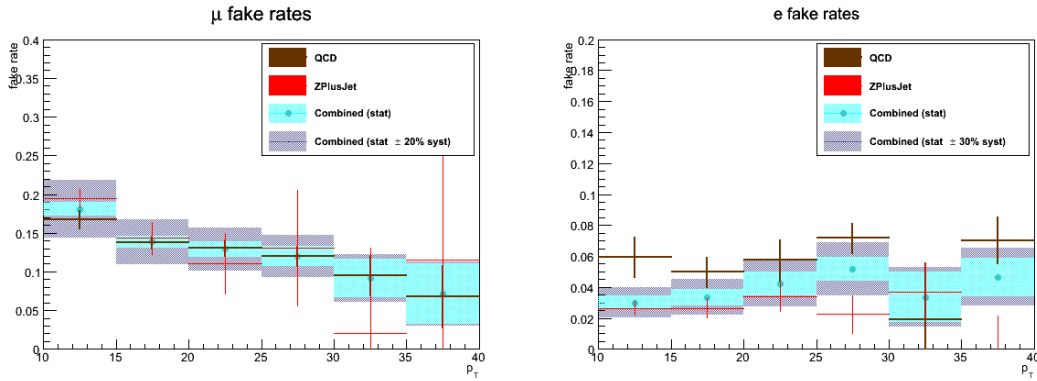 μ fake rates
fake rate
0.4
0.35
0.3
0.25
0.2
0.15
0.1
0.05
0
10 15 20 25 30 35 40
p_T
QCD
ZPlusJet
Combined (stat)
Combined (stat ± 20% syst)
e fake rates
fake rate
0.2
0.18
0.16
0.14
0.12
0.1
0.08
0.06
0.04
0.02
0
10 15 20 25 30 35 40
p_T
QCD
ZPlusJet
Combined (stat)
Combined (stat ± 30% syst)